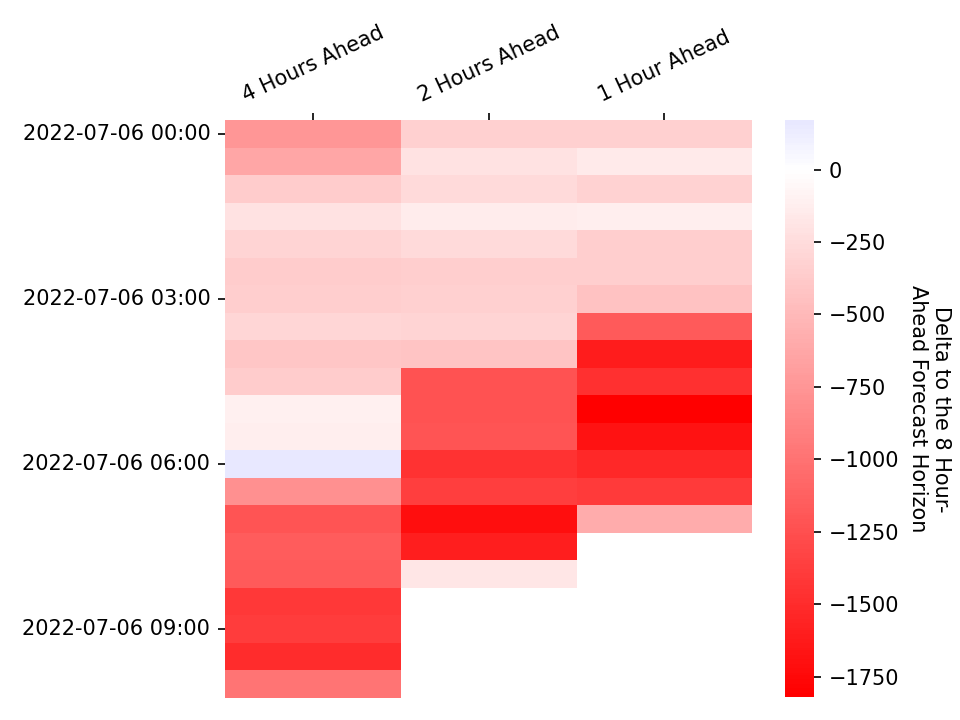 4 Hours Ahead
2 Hours Ahead
1 Hour Ahead
2022-07-06 00:00
2022-07-06 03:00
2022-07-06 06:00
2022-07-06 09:00
0
−250
−500
−750
−1000
−1250
−1500
−1750
Delta to the 8 Hour-
Ahead Forecast Horizon